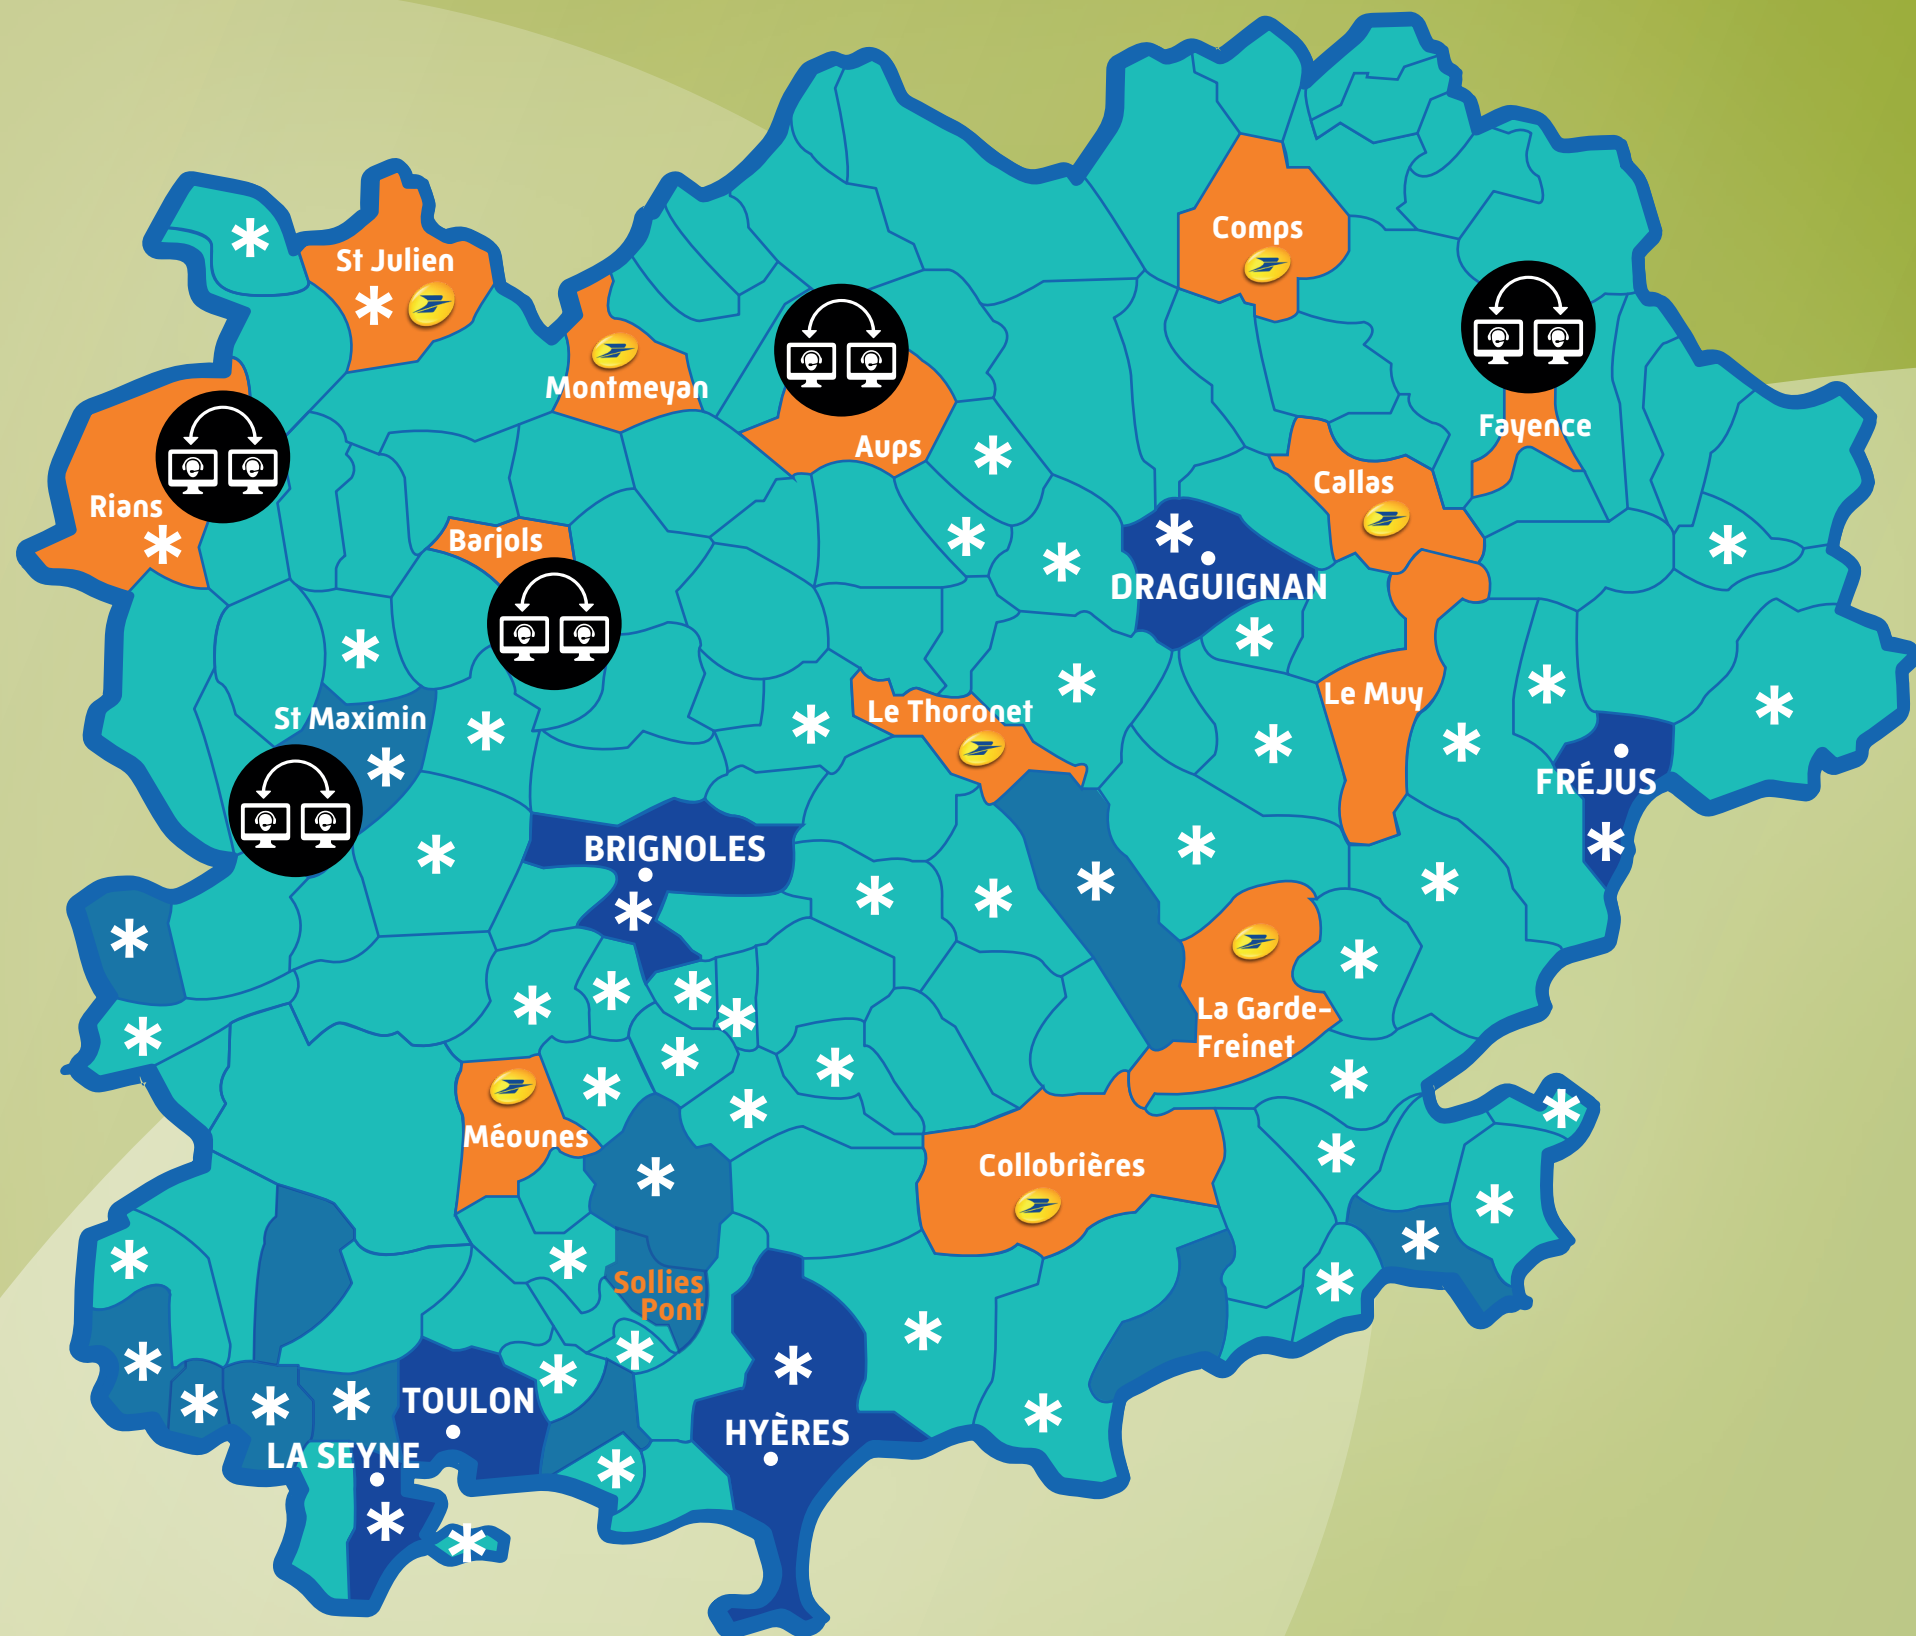 Comps
St Julien
Montmeyan
Fayence
Aups
Callas
Rians
Barjols
DRAGUIGNAN
Le Muy
St Maximin
Le Thoronet
FRÉJUS
BRIGNOLES
La Garde-
Freinet
Méounes
Collobrières
Sollies
Pont
TOULON
HYÈRES
LA SEYNE